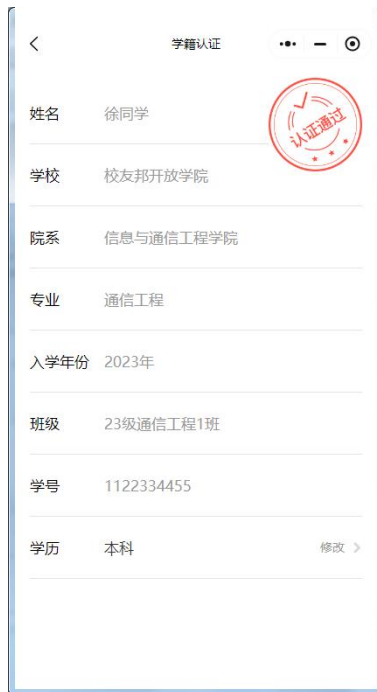 学籍认证
姓名 徐同学
认证通过
学校 校友邦开放学院
院系 信息与通信工程学院
专业 通信工程
入学年份 2023年
班级 23级通信工程1班
学号 1122334455
学历 本科 修改